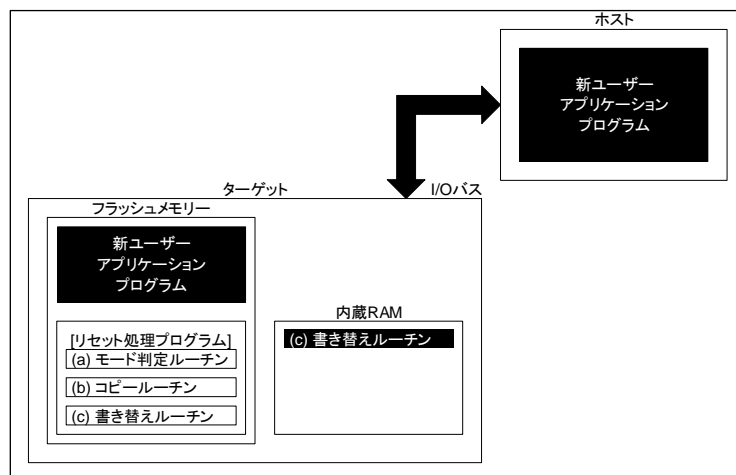 ホスト
新ユーザー
アプリケーション
プログラム
ターゲット
I/Oバス
フラッシュメモリー
新ユーザー
アプリケーション
プログラム
内蔵RAM
[リセット処理プログラム]
(a) モード判定ルーチン
(b) コピールーチン
(c) 書き替えルーチン
(c) 書き替えルーチン